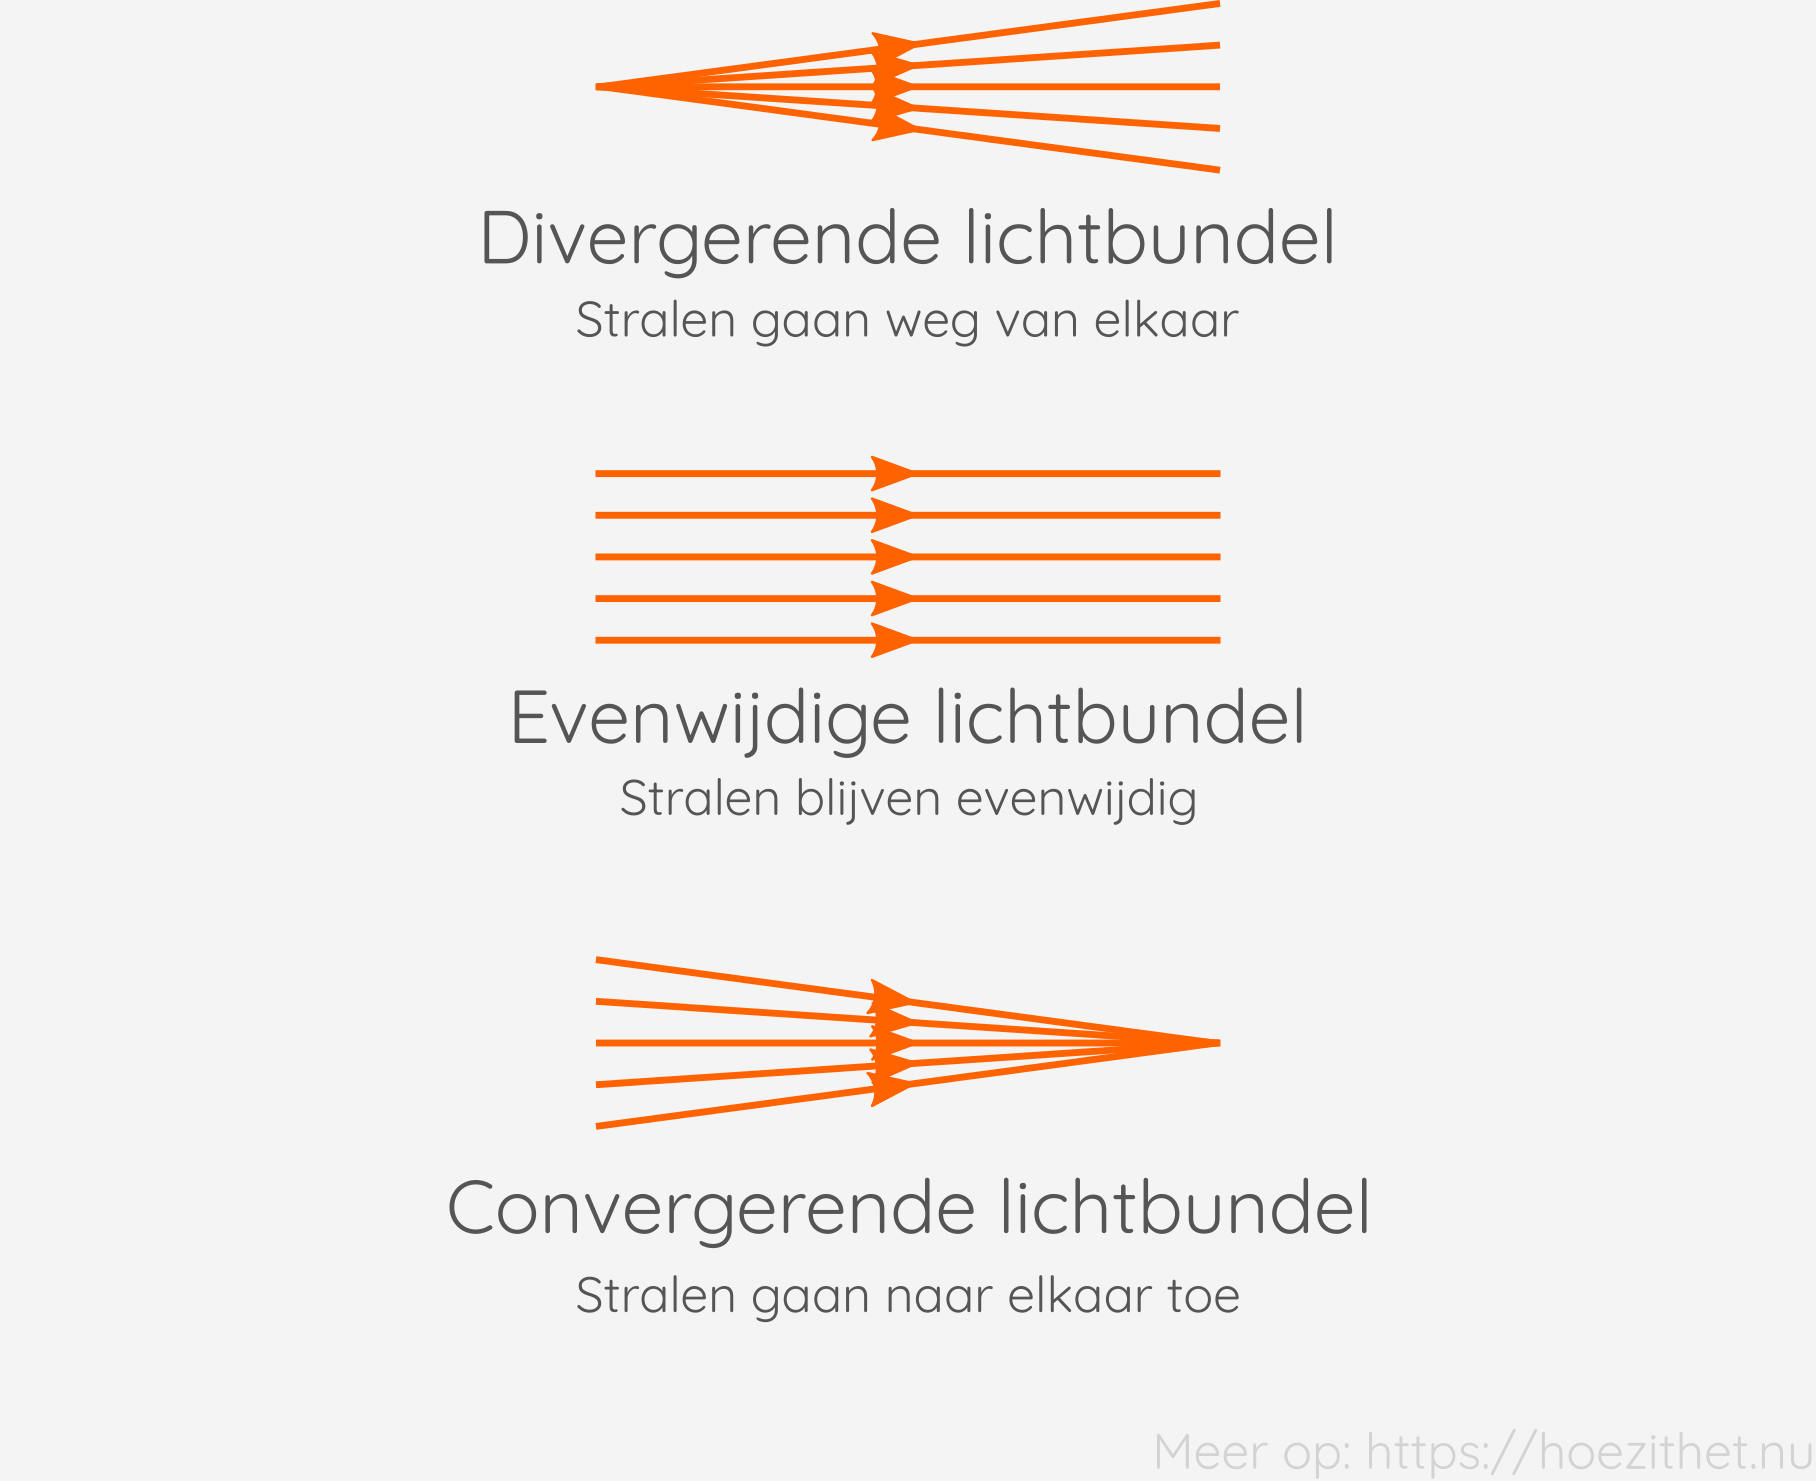 Divergerende lichtbundel
Stralen gaan weg van elkaar
Evenwijdige lichtbundel
Stralen blijven evenwijdig
Convergerende lichtbundel
Stralen gaan naar elkaar toe
Meer op: https://hoezithet.nu